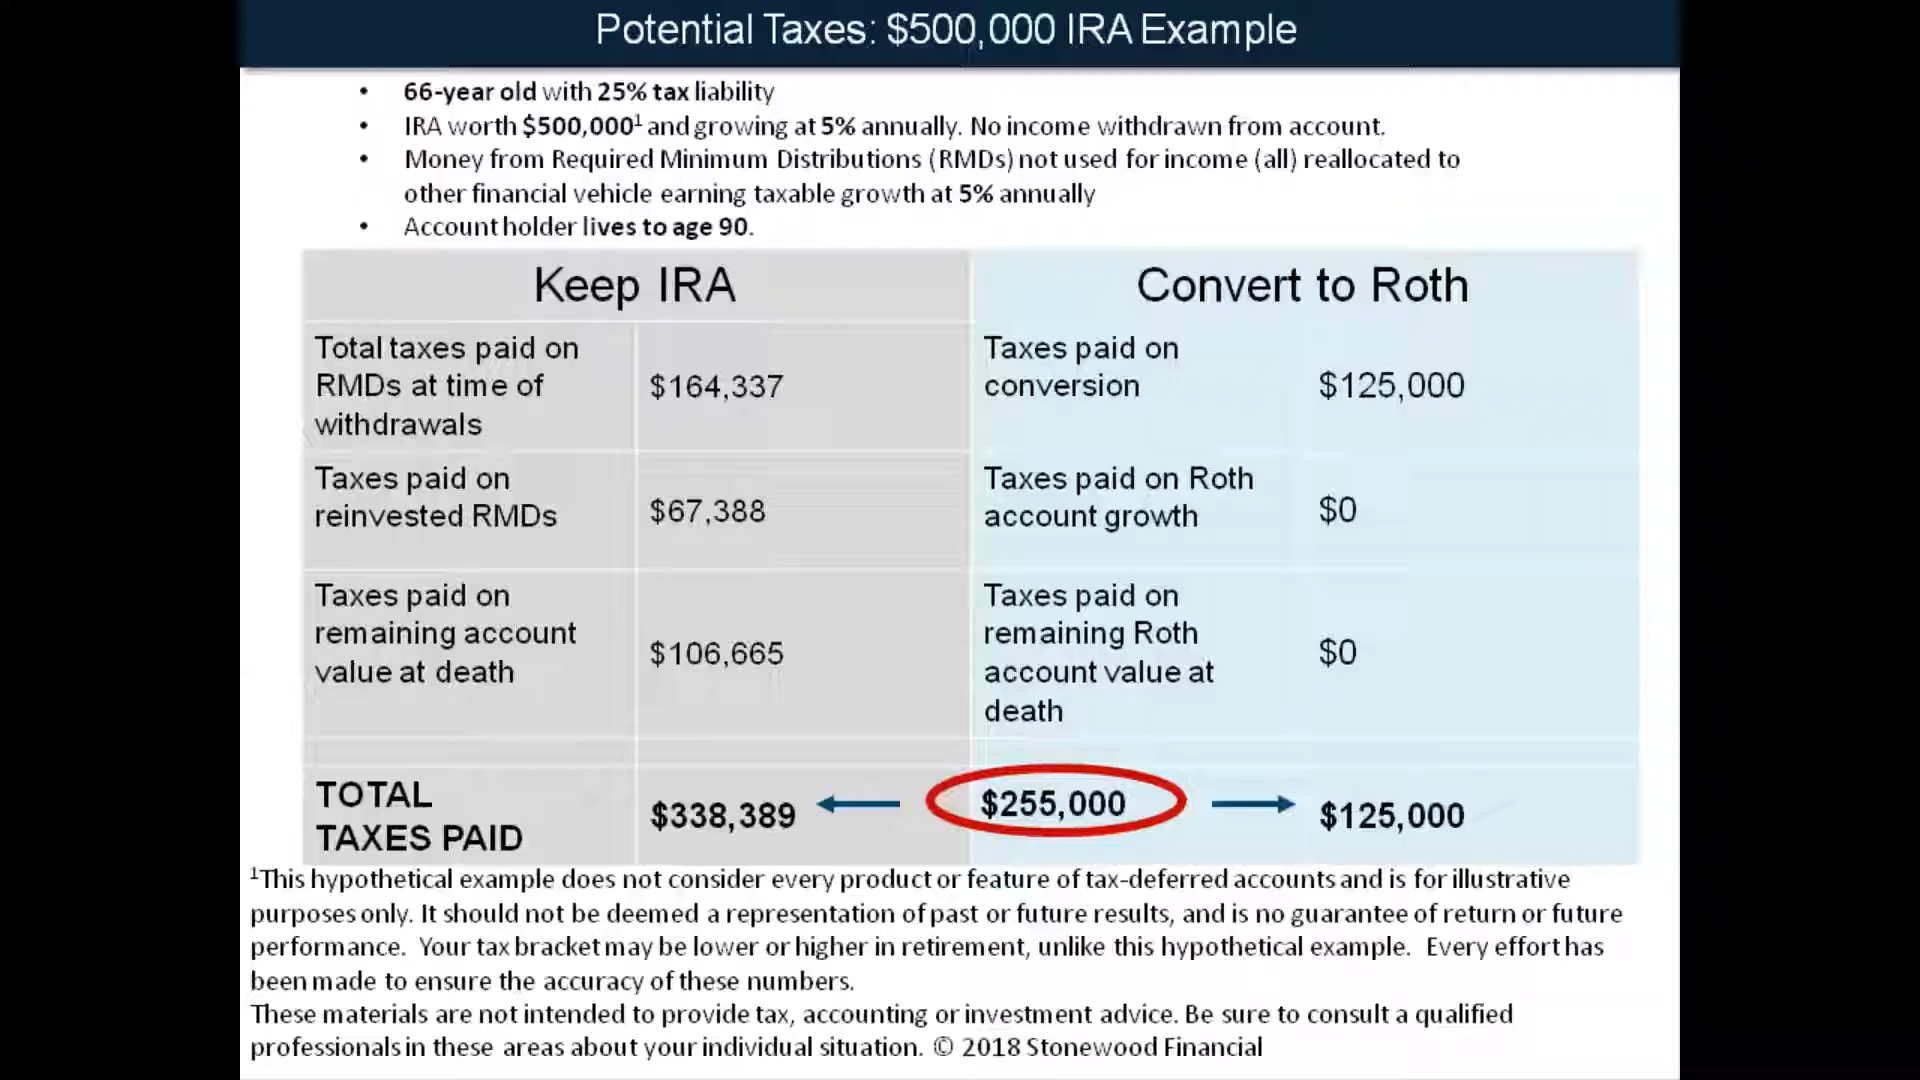 Potential Taxes: $500,000 IRA Example
• 66-year old with 25% tax liability
• IRA worth $500,000¹ and growing at 5% annually. No income withdrawn from account.
• Money from Required Minimum Distributions (RMDs) not used for income (all) reallocated to
other financial vehicle earning taxable growth at 5% annually
• Account holder lives to age 90.
Keep IRA
Convert to Roth
Total taxes paid on
RMDs at time of
withdrawals
$164,337
Taxes paid on
conversion
$125,000
Taxes paid on
reinvested RMDs
$67,388
Taxes paid on Roth
account growth
$0
Taxes paid on
remaining account
value at death
$106,665
Taxes paid on
remaining Roth
account value at
death
$0
TOTAL
TAXES PAID
$338,389
$255,000
$125,000
¹This hypothetical example does not consider every product or feature of tax-deferred accounts and is for illustrative
purposes only. It should not be deemed a representation of past or future results, and is no guarantee of return or future
performance. Your tax bracket may be lower or higher in retirement, unlike this hypothetical example. Every effort has
been made to ensure the accuracy of these numbers.
These materials are not intended to provide tax, accounting or investment advice. Be sure to consult a qualified
professionals in these areas about your individual situation. © 2018 Stonewood Financial